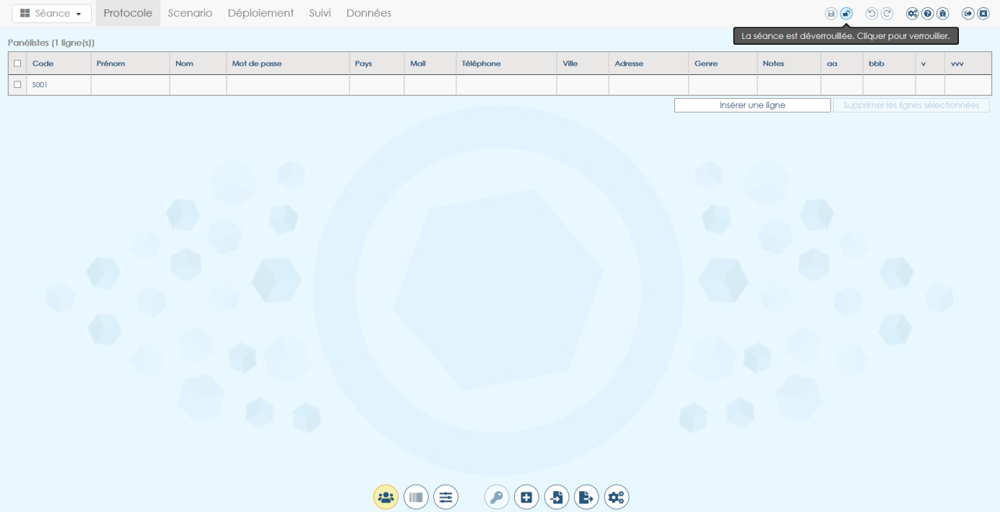 Séance
Protocole
Scenario
Déploiement
Suivi
Données
La séance est déverrouillée. Cliquer pour verrouiller.
Panélistes (1 ligne(s))
Code Prénom Nom Mot de passe Pays Mail Téléphone Ville Adresse Genre Notes aa bbb v vvv
S001
Insérer une ligne
Supprimer les lignes sélectionnées